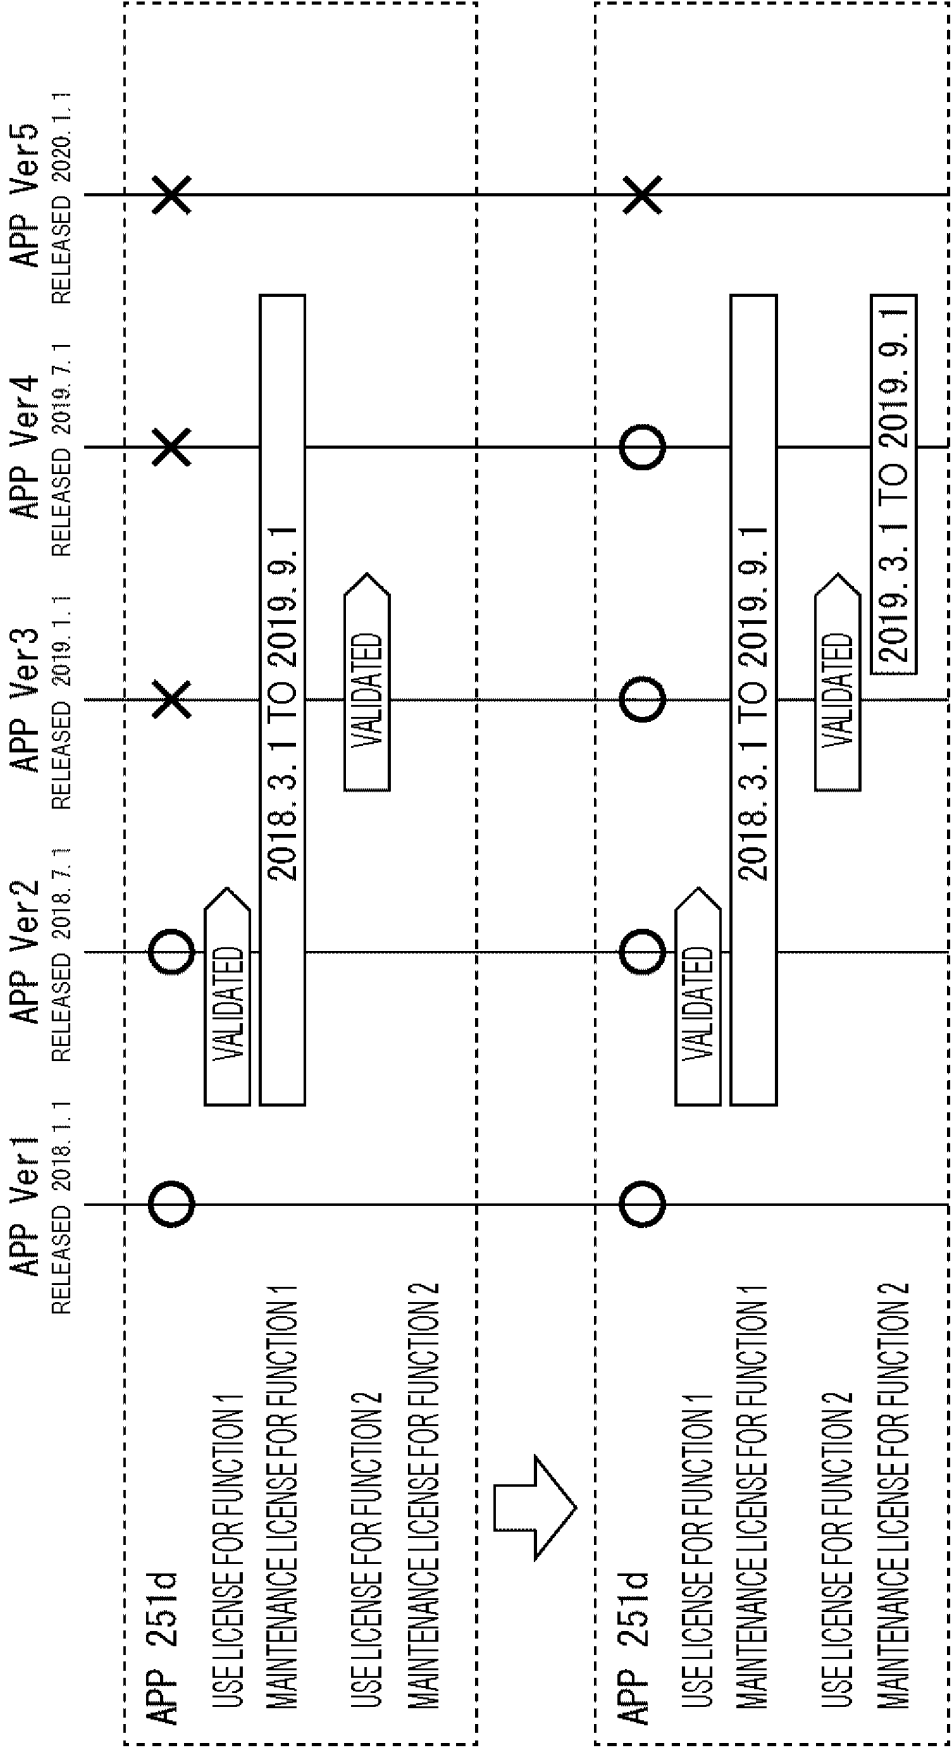 APP Ver1
RELEASED 2018.1.1
APP Ver2
RELEASED 2018.7.1
APP Ver3
RELEASED 2019.1.1
APP Ver4
RELEASED 2019.7.1
APP Ver5
RELEASED 2020.1.1
APP 251d
USE LICENSE FOR FUNCTION 1
VALIDATED
MAINTENANCE LICENSE FOR FUNCTION 1
2018.3.1 TO 2019.9.1
USE LICENSE FOR FUNCTION 2
VALIDATED
MAINTENANCE LICENSE FOR FUNCTION 2
APP 251d
USE LICENSE FOR FUNCTION 1
VALIDATED
MAINTENANCE LICENSE FOR FUNCTION 1
2018.3.1 TO 2019.9.1
USE LICENSE FOR FUNCTION 2
VALIDATED
MAINTENANCE LICENSE FOR FUNCTION 2
2019.3.1 TO 2019.9.1